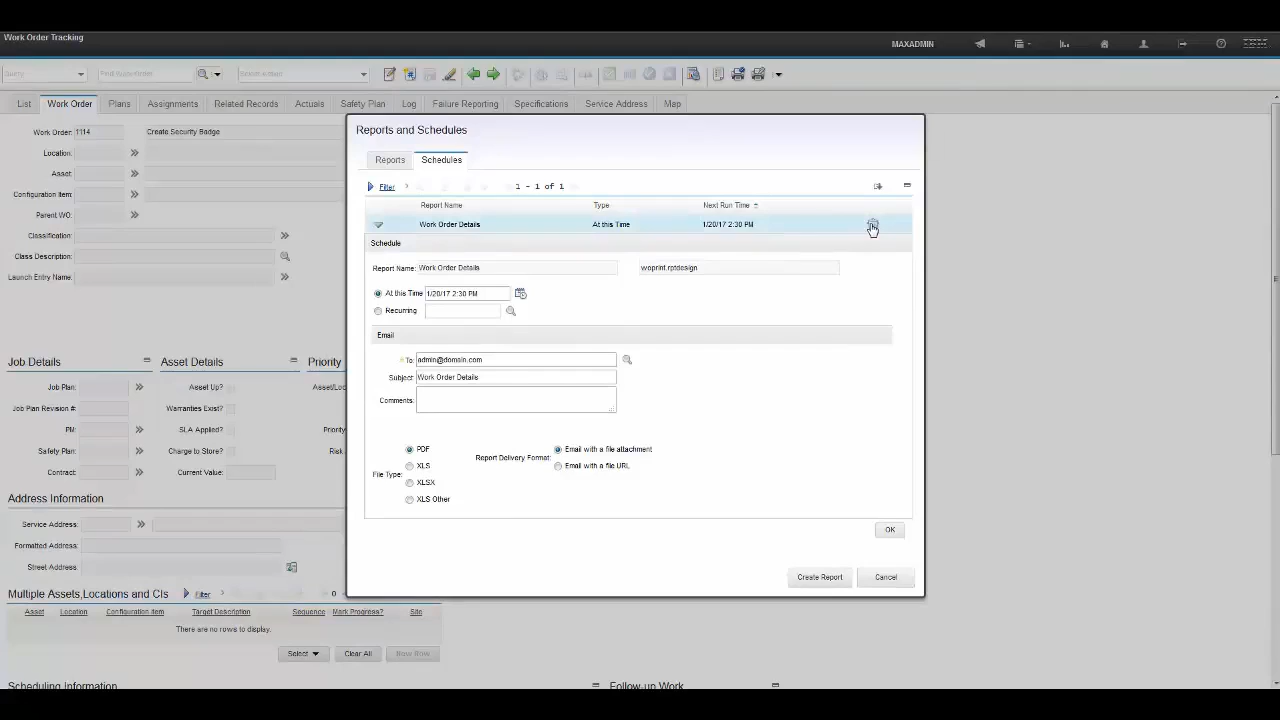 Work Order Tracking
MAXADMIN
IBM
Find Work Order
Select Action
List Work Order Plans Assignments Related Records Actuals Safety Plan Log Failure Reporting Specifications Service Address Map
Work Order: 1114 Create Security Badge
Location:
Asset:
Configuration Item:
Parent WO:
Classification:
Class Description:
Launch Entry Name:
Reports and Schedules
Reports Schedules
Filter 1 - 1 of 1
Report Name Type Next Run Time
Work Order Details At this Time 1/20/17 2:30 PM
Schedule
Report Name: Work Order Details woprint.rptdesign
At this Time 1/20/17 2:30 PM
Recurring
Email
*To: admin@domain.com
Subject: Work Order Details
Comments:
File Type:
PDF
XLS
XLSX
XLS Other
Report Delivery Format:
Email with a file attachment
Email with a file URL
OK
Create Report Cancel
Job Details Asset Details Priority
Job Plan: Asset Up? Asset/Loc
Job Plan Revision #: Warranties Exist?
PM: SLA Applied? Priority
Safety Plan: Charge to Store? Risk
Contract: Current Value:
Address Information
Service Address:
Formatted Address:
Street Address:
Multiple Assets,Locations and CIs Filter 0
Asset Location Configuration Item Target Description Sequence Mark Progress? Site
There are no rows to display.
Select Clear All New Row
Scheduling Information Follow-up Work